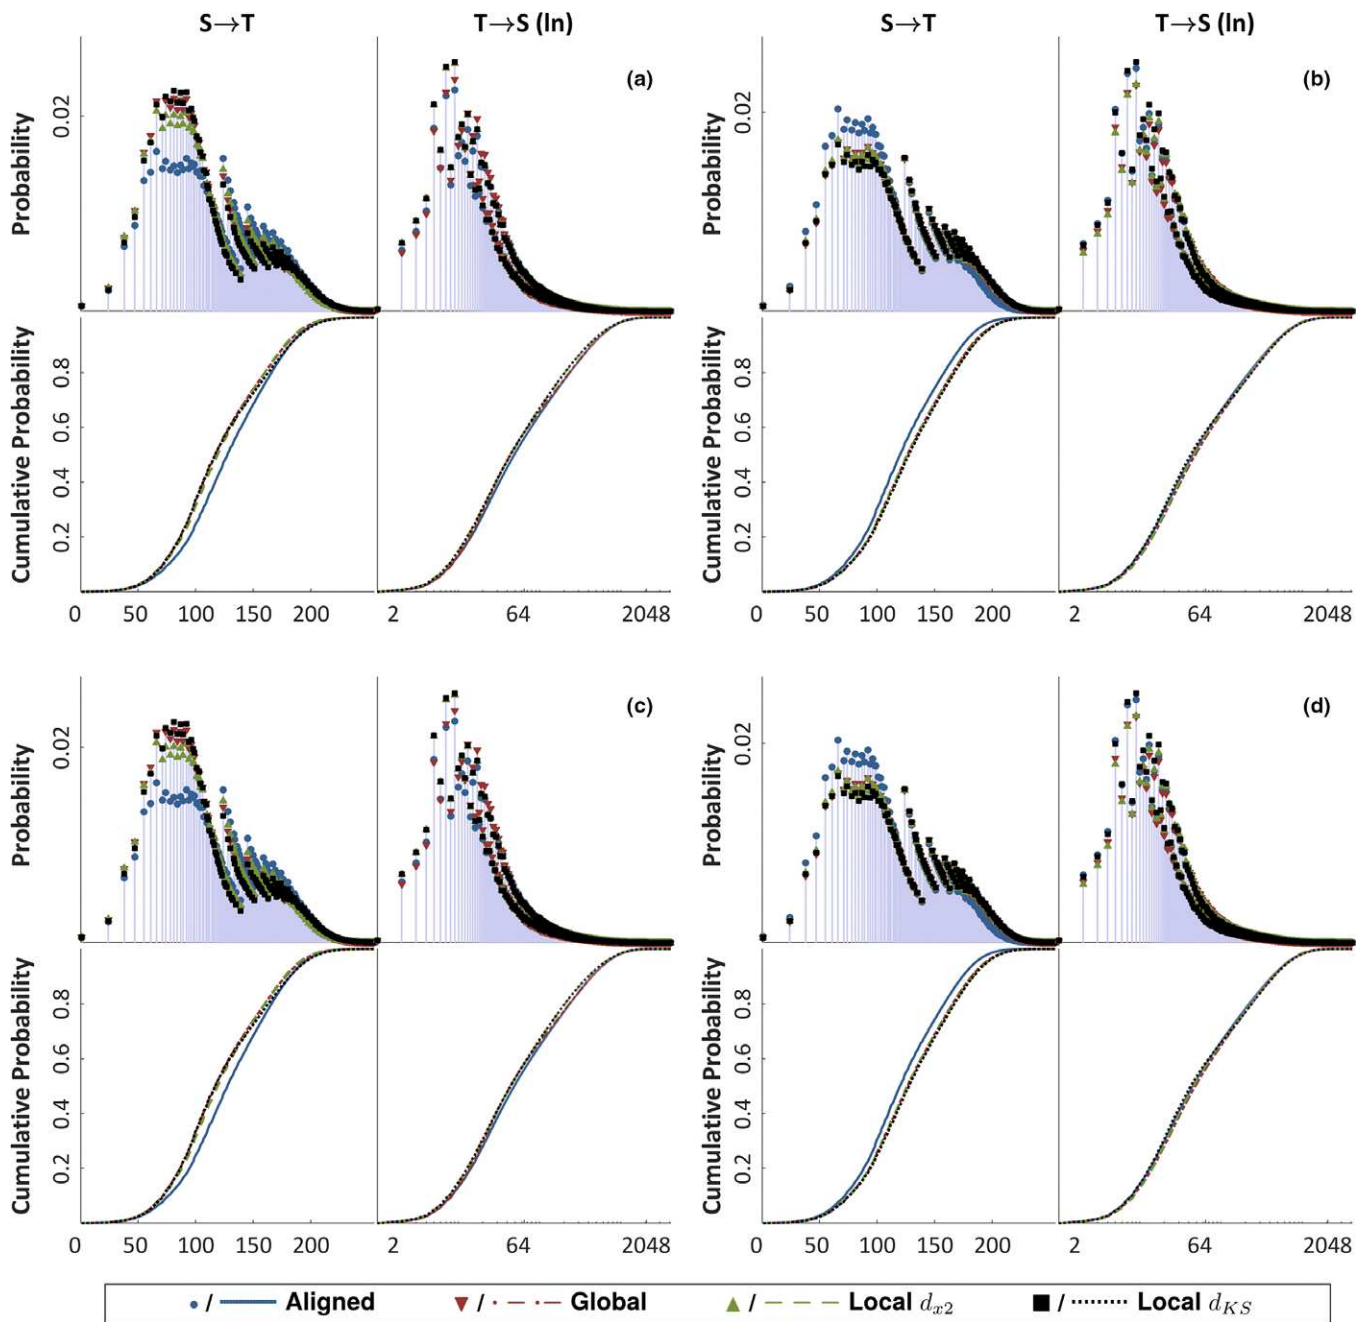 S→T T→S (ln) S→T T→S (ln)
(a) (b)
Probability 0.02 Probability 0.02
Cumulative Probability 0.2 0.4 0.6 0.8 Cumulative Probability 0.2 0.4 0.6 0.8
0 50 100 150 200 2 64 2048 0 50 100 150 200 2 64 2048
(c) (d)
Probability 0.02 Probability 0.02
Cumulative Probability 0.2 0.4 0.6 0.8 Cumulative Probability 0.2 0.4 0.6 0.8
0 50 100 150 200 2 64 2048 0 50 100 150 200 2 64 2048
/ Aligned / Global / Local d_{x2} / Local d_{KS}